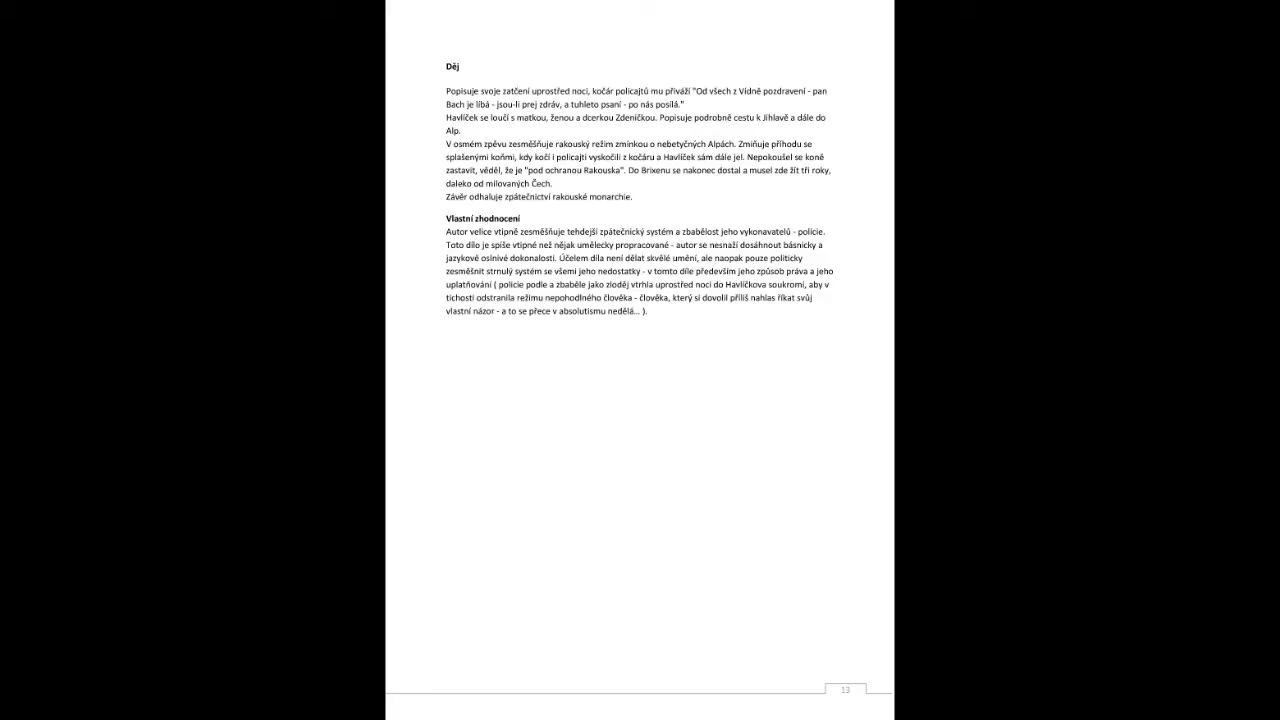 Děj
Popisuje svoje zatčení uprostřed noci, kočár policajtů mu přiváží "Od všech z Vídně pozdravení - pan
Bach je líbá - jsou-li prej zdráv, a tuhleto psaní - po nás posílá."
Havlíček se loučí s matkou, ženou a dcerkou Zdeničkou. Popisuje podrobně cestu k Jihlavě a dále do
Alp.
V osmém zpěvu zesměšňuje rakouský režim zmínkou o nebetyčných Alpách. Zmiňuje příhodu se
splašenými koňmi, kdy kočí i policajti vyskočili z kočáru a Havlíček sám dále jel. Nepokoušel se koně
zastavit, věděl, že je "pod ochranou Rakouska". Do Brixenu se nakonec dostal a musel zde žít tři roky,
daleko od milovaných Čech.
Závěr odhaluje zpátečnictví rakouské monarchie.
Vlastní zhodnocení
Autor velice vtipně zesměšňuje tehdejší zpátečnický systém a zbabělost jeho vykonavatelů - policie.
Toto dílo je spíše vtipné než nějak umělecky propracované - autor se nesnaží dosáhnout básnicky a
jazykově oslnivé dokonalosti. Účelem díla není dělat skvělé umění, ale naopak pouze politicky
zesměšnit strnulý systém se všemi jeho nedostatky - v tomto díle především jeho způsob práva a jeho
uplatňování ( policie podle a zbaběle jako zloděj vtrhla uprostřed noci do Havlíčkova soukromí, aby v
tichosti odstranila režimu nepohodlného člověka - člověka, který si dovolil příliš nahlas říkat svůj
vlastní názor - a to se přece v absolutismu nedělá... ).
13